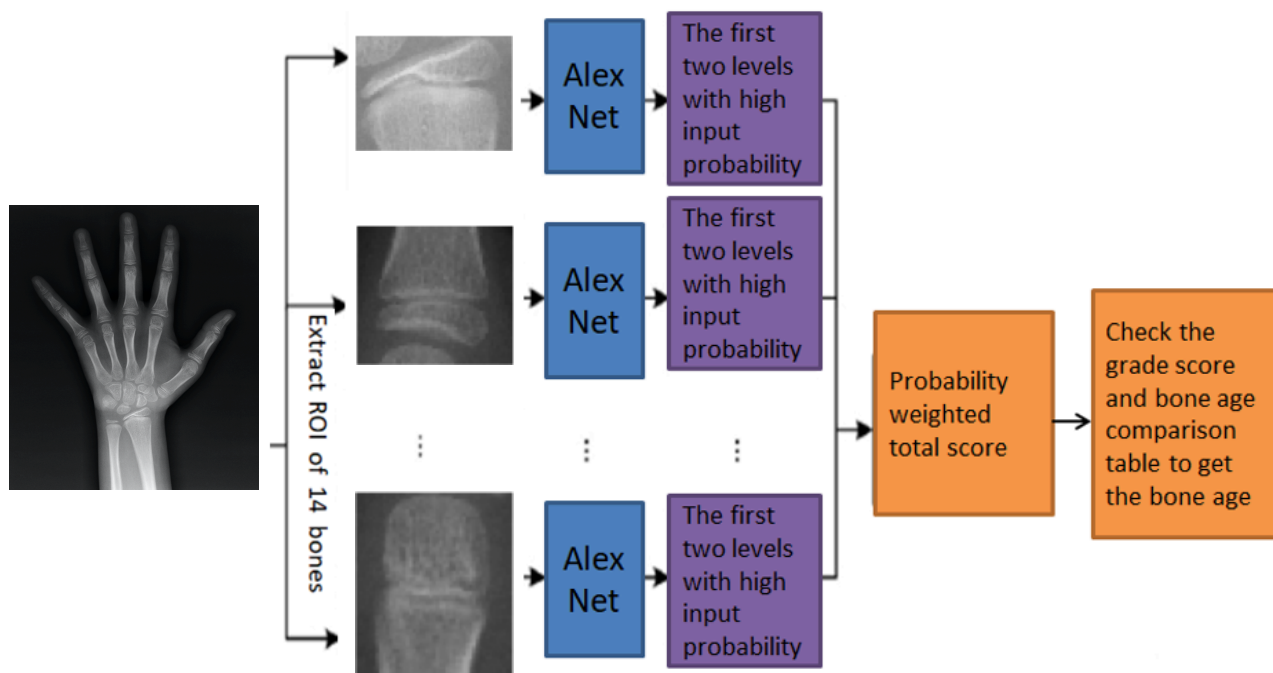 Extract ROI of 14 bones
Alex
Net
The first
two levels
with high
input
probability
Alex
Net
The first
two levels
with high
input
probability
...
...
...
Alex
Net
The first
two levels
with high
input
probability
Probability
weighted
total score
Check the
grade score
and bone age
comparison
table to get
the bone age